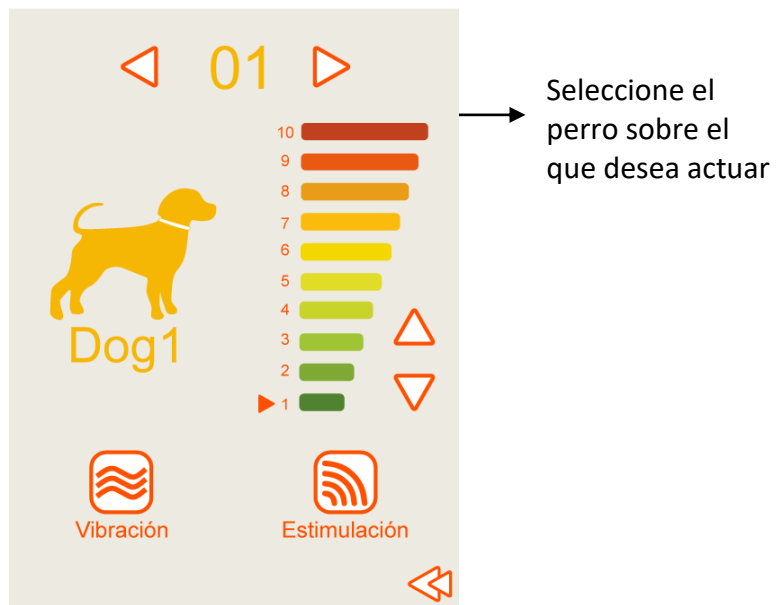 01
Seleccione el
perro sobre el
que desea actuar
10
9
8
7
6
5
4
3
2
1
Dog1
Vibración
Estimulación